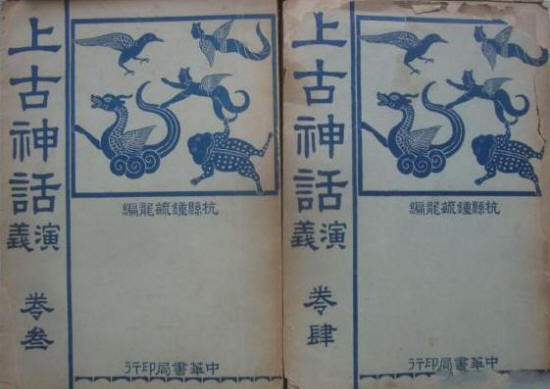 上古神話演義
卷叁
杭縣鍾毓龍編
中華書局印行
上古神話演義
卷肆
杭縣鍾毓龍編
中華書局印行